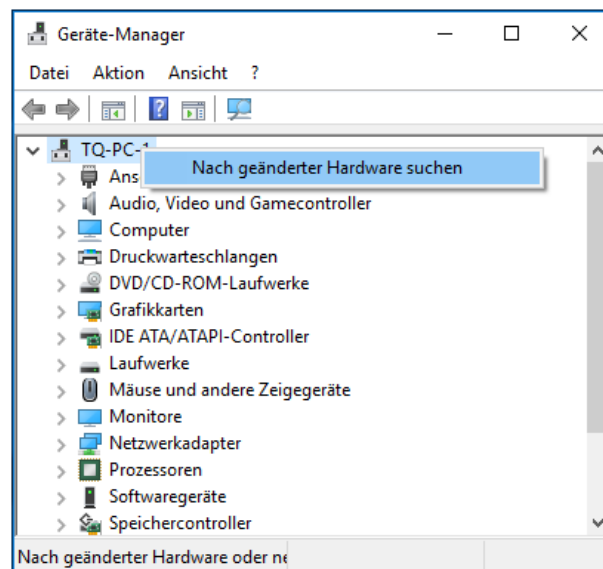 Geräte-Manager
Datei Aktion Ansicht ?
TQ-PC-1
Nach geänderter Hardware suchen
Ans
Audio, Video und Gamecontroller
Computer
Druckwarteschlangen
DVD/CD-ROM-Laufwerke
Grafikkarten
IDE ATA/ATAPI-Controller
Laufwerke
Mäuse und andere Zeigegeräte
Monitore
Netzwerkadapter
Prozessoren
Softwaregeräte
Speichercontroller
Nach geänderter Hardware oder ne